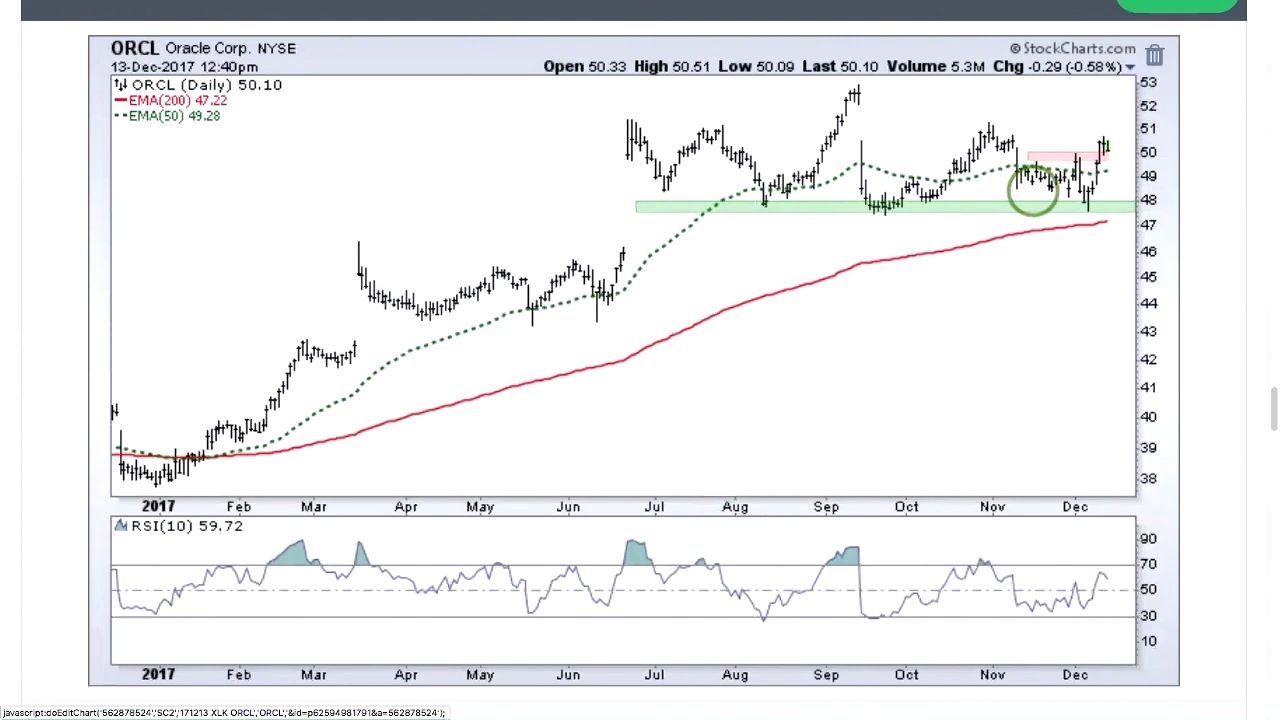 ORCL Oracle Corp. NYSE
© StockCharts.com
13-Dec-2017 12:40pm
Open 50.33 High 50.51 Low 50.09 Last 50.10 Volume 5.3M Chg -0.29 (-0.58%)
ORCL (Daily) 50.10
EMA(200) 47.22
EMA(50) 49.28
53
52
51
50
49
48
47
46
45
44
43
42
41
40
39
38
2017 Feb Mar Apr May Jun Jul Aug Sep Oct Nov Dec
RSI(10) 59.72
90
70
50
30
10
2017 Feb Mar Apr May Jun Jul Aug Sep Oct Nov Dec
javascript:doEditChart('562878524','SC2','171213 XLK ORCL','ORCL','&id=p62594981791&a=562878524');